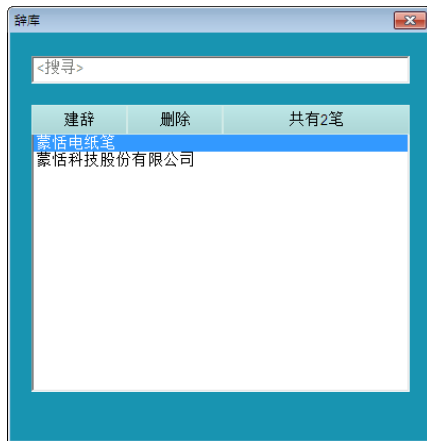 辞库
<搜寻>
建辞 删除 共有2笔
蒙恬电纸笔
蒙恬科技股份有限公司